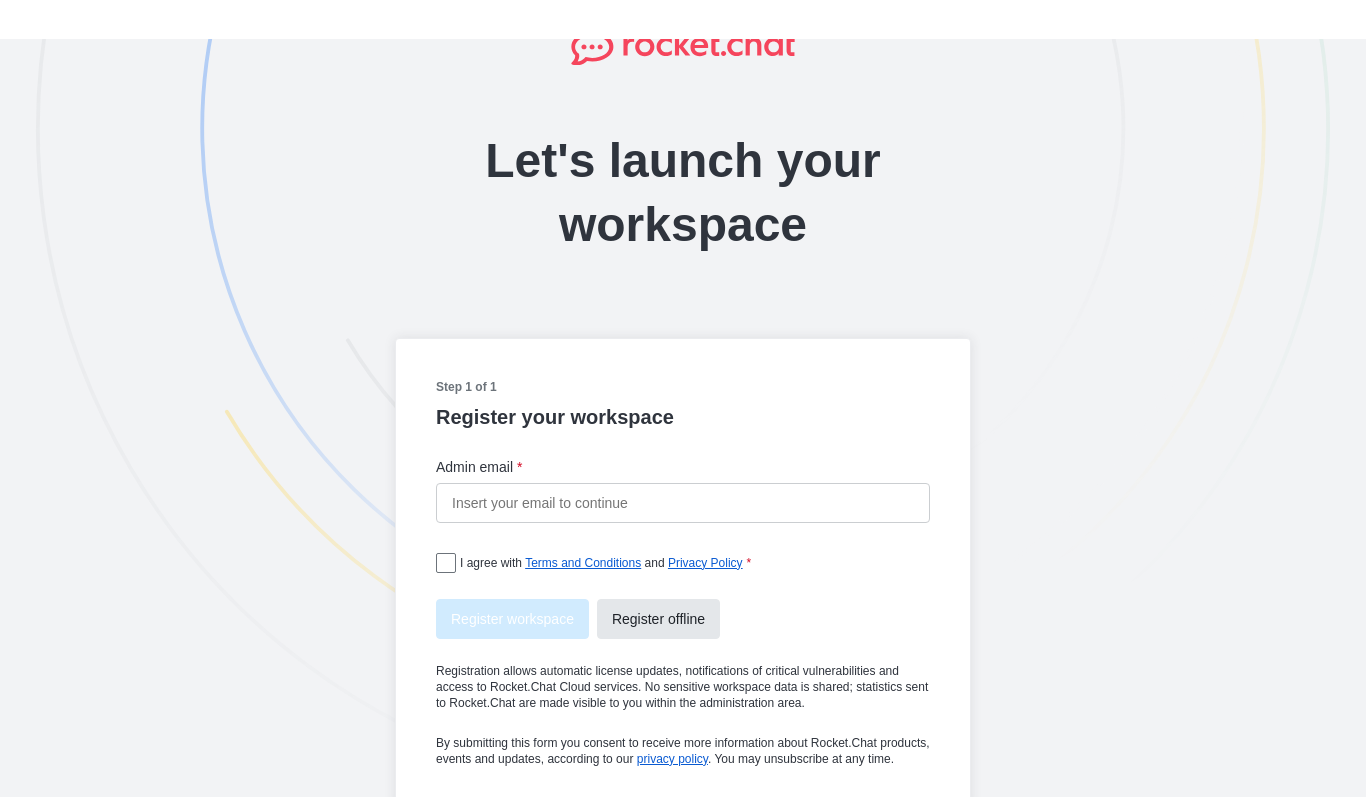 rocket.chat
Let's launch your
workspace
Step 1 of 1
Register your workspace
Admin email *
Insert your email to continue
I agree with Terms and Conditions and Privacy Policy *
Register workspace
Register offline
Registration allows automatic license updates, notifications of critical vulnerabilities and
access to Rocket.Chat Cloud services. No sensitive workspace data is shared; statistics sent
to Rocket.Chat are made visible to you within the administration area.
By submitting this form you consent to receive more information about Rocket.Chat products,
events and updates, according to our privacy policy. You may unsubscribe at any time.